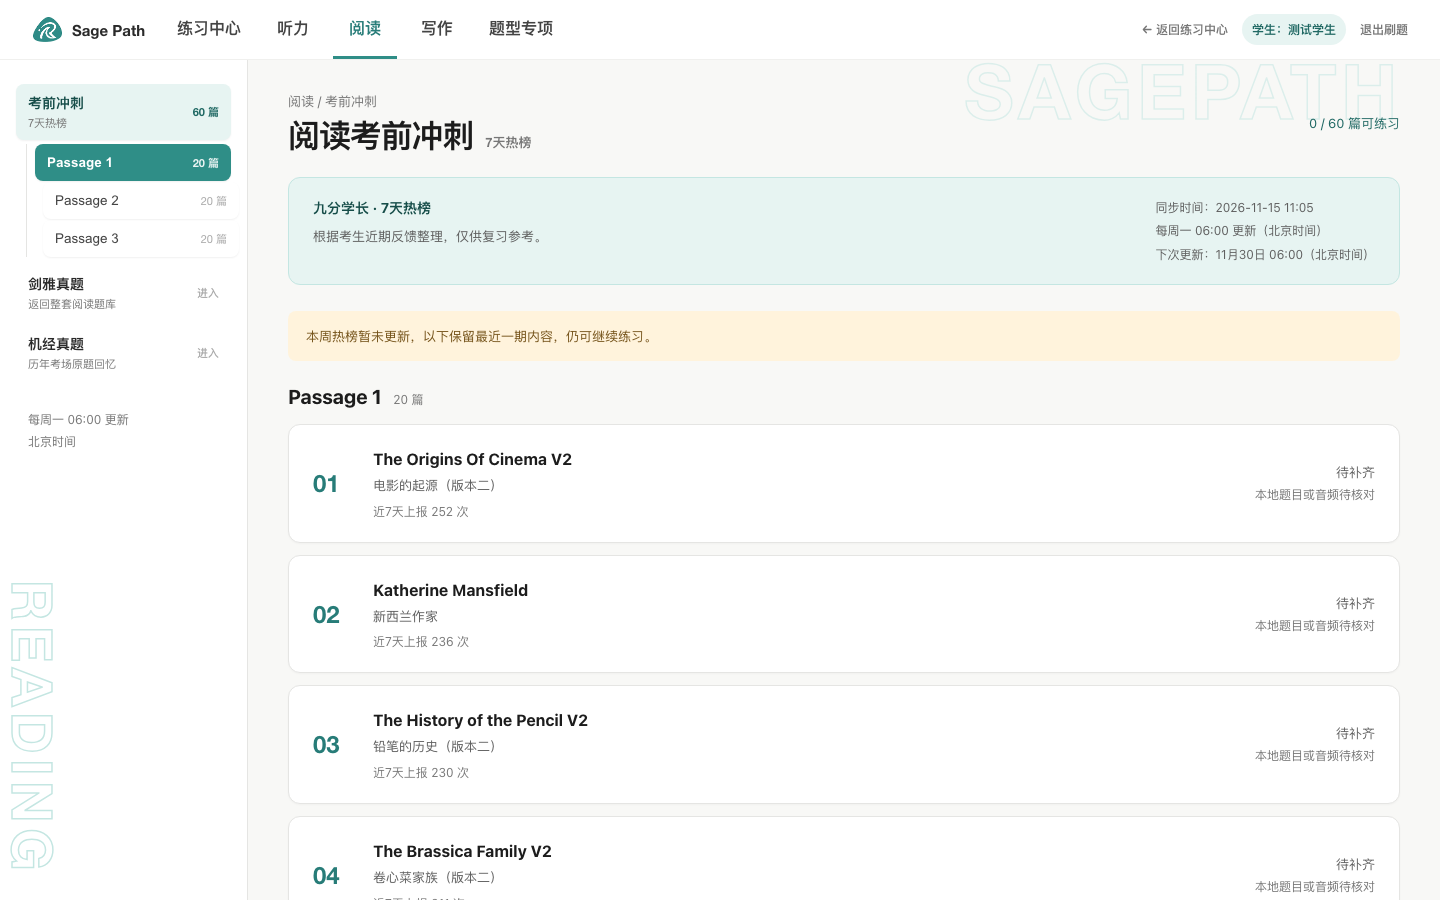 Sage Path
练习中心
听力
阅读
写作
题型专项
← 返回练习中心
学生：测试学生
退出刷题
考前冲刺
7天热榜
60 篇
Passage 1
20 篇
Passage 2
20 篇
Passage 3
20 篇
剑雅真题
返回整套阅读题库
进入
机经真题
历年考场原题回忆
进入
每周一 06:00 更新
北京时间
READING
SAGEPATH
阅读 / 考前冲刺
阅读考前冲刺 7天热榜
0 / 60 篇可练习
九分学长 · 7天热榜
根据考生近期反馈整理，仅供复习参考。
同步时间：2026-11-15 11:05
每周一 06:00 更新（北京时间）
下次更新：11月30日 06:00（北京时间）
本周热榜暂未更新，以下保留最近一期内容，仍可继续练习。
Passage 1 20 篇
01
The Origins Of Cinema V2
电影的起源（版本二）
近7天上报 252 次
待补齐
本地题目或音频待核对
02
Katherine Mansfield
新西兰作家
近7天上报 236 次
待补齐
本地题目或音频待核对
03
The History of the Pencil V2
铅笔的历史（版本二）
近7天上报 230 次
待补齐
本地题目或音频待核对
04
The Brassica Family V2
卷心菜家族（版本二）
待补齐
本地题目或音频待核对